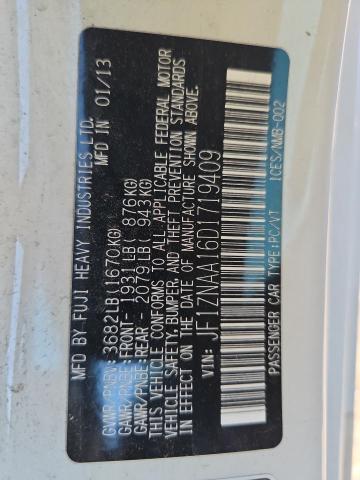 MFD BY FUJI HEAVY INDUSTRIES LTD. MFD IN 01/13
GVWR/PNBV: 3682LB(1670KG)
GAWR/PNBE:FRONT- 1931LB( 876KG)
GAWR/PNBE:REAR - 2079LB( 943KG)
THIS VEHICLE CONFORMS TO ALL APPLICABLE FEDERAL MOTOR
VEHICLE SAFETY,BUMPER, AND THEFT PREVENTION STANDARDS
IN EFFECT ON THE DATE OF MANUFACTURE SHOWN ABOVE.
VIN: JF1ZNAA16D1719409
PASSENGER CAR TYPE:PC/VT ICES/NMB-002